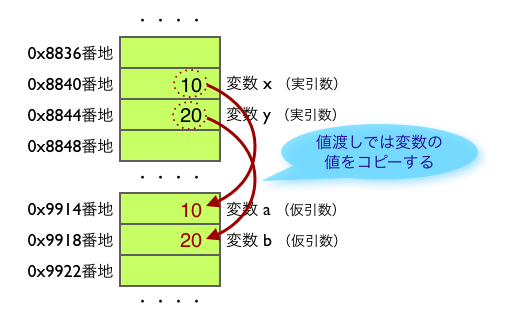 ・・・・
0x8836番地
0x8840番地 10 変数 x （実引数）
0x8844番地 20 変数 y （実引数）
0x8848番地
値渡しでは変数の
値をコピーする
・・・・
0x9914番地 10 変数 a （仮引数）
0x9918番地 20 変数 b （仮引数）
0x9922番地
・・・・